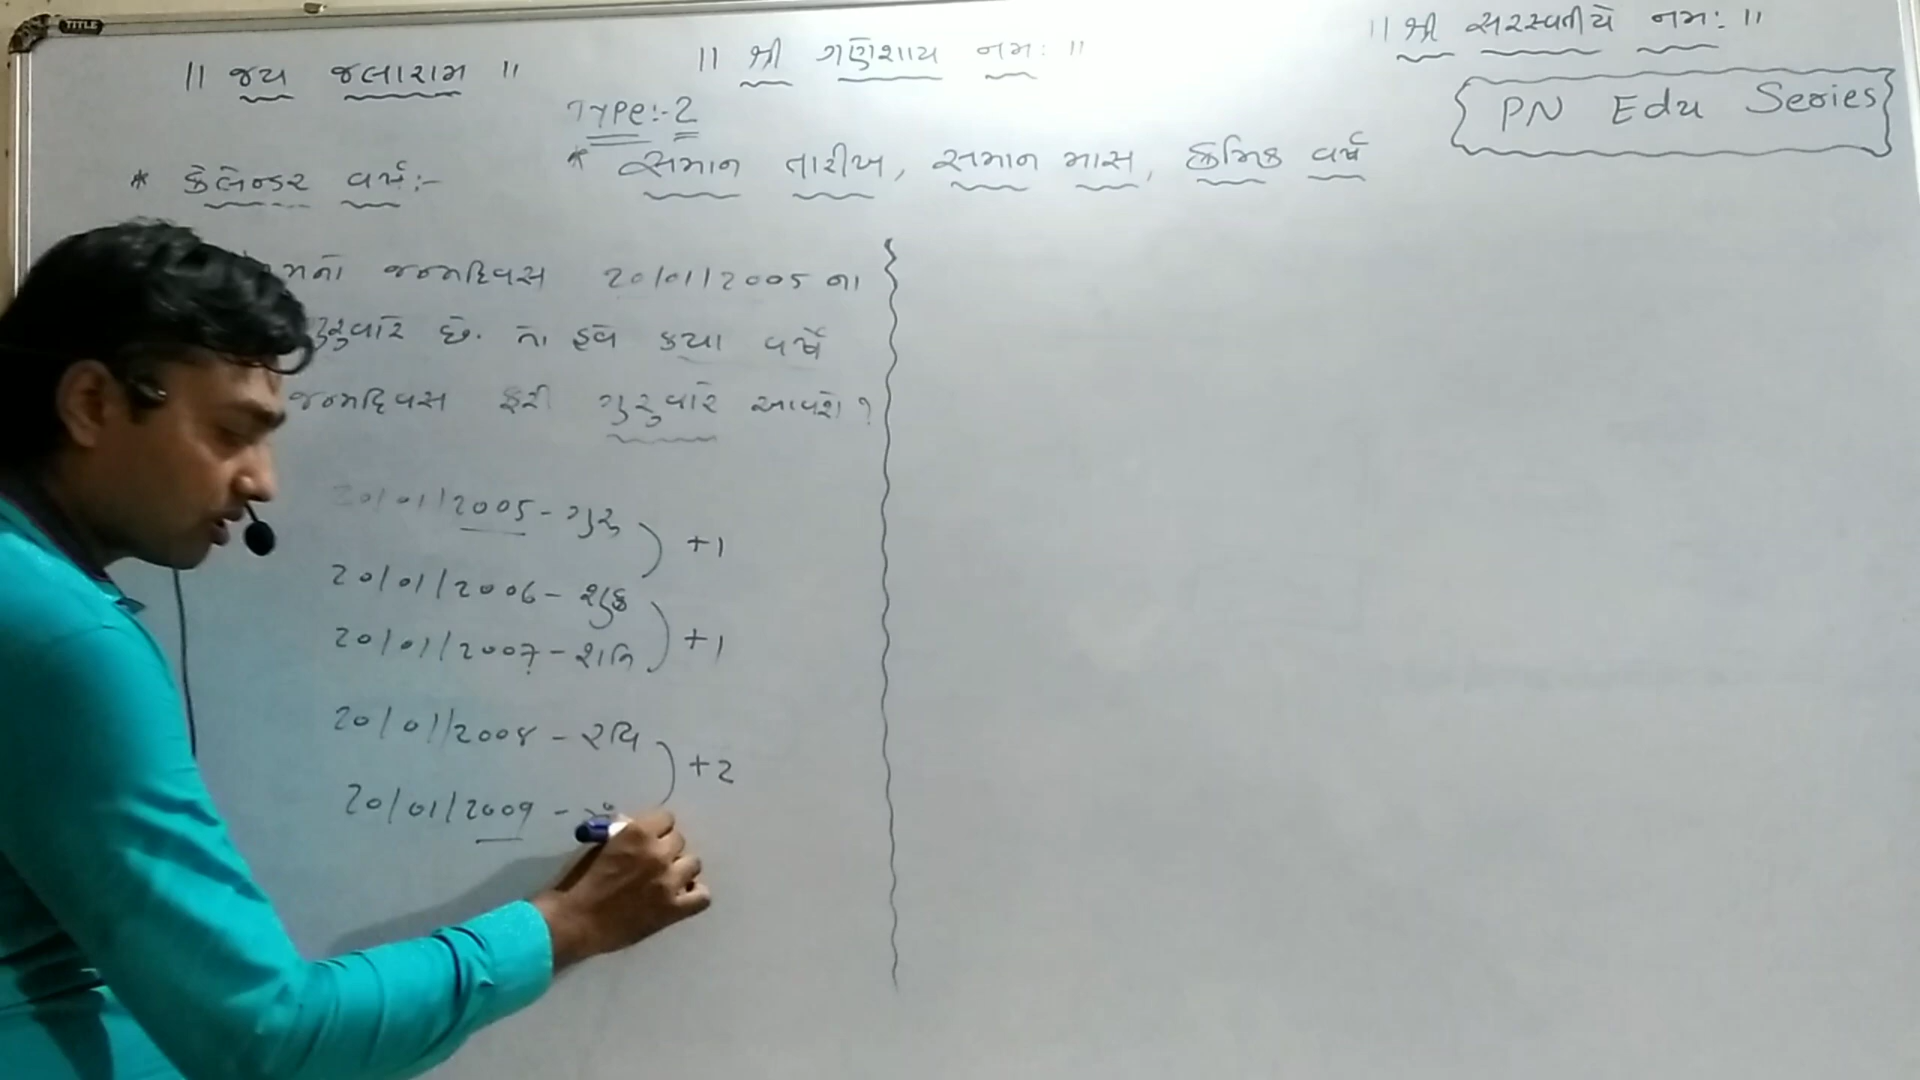 TITLE
॥ જય જલારામ ॥
॥ શ્રી ગણેશાય નમઃ ॥
॥ શ્રી સરસ્વતીયે નમઃ ॥
PN Edu Series
Type:-2
* કેલેન્ડર વર્ષ:-
* સમાન તારીખ, સમાન માસ, ક્રમિક વર્ષ
જન્મદિવસ 20/01/2005 ના
ગુરુવારે છે. તો હવે કયા વર્ષે
જન્મદિવસ ફરી ગુરુવારે આવશે?
20/01/2005 - ગુરુ
+1
20/01/2006 - શુક્ર
+1
20/01/2007 - શનિ
20/01/2008 - રવિ
+2
20/01/2009 -